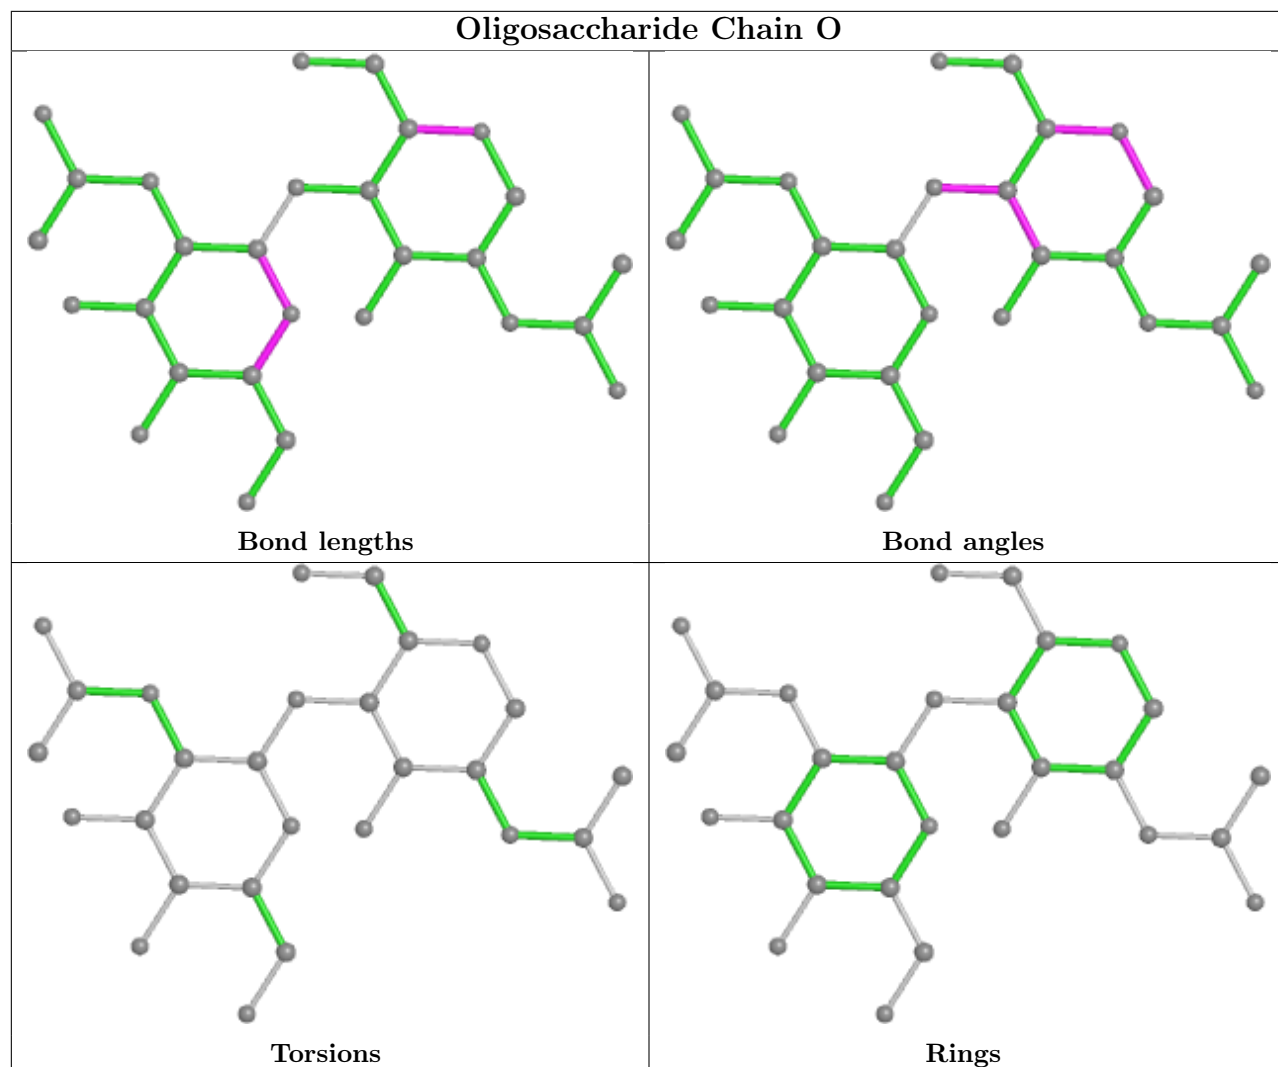 Oligosaccharide Chain O
Bond lengths
Bond angles
Torsions
Rings